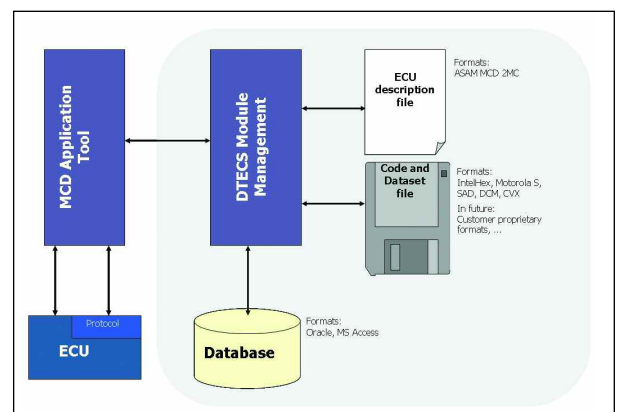 MCD Application
Tool
DTECS Module
Management
ECU
description
file
Formats:
ASAM MCD 2MC
Code and
Dataset
file
Formats:
IntelHex, Motorola S,
SAD, DCM, CVX
In future:
Customer proprietary
formats, ...
Protocol
ECU
Database
Formats:
Oracle, MS Access